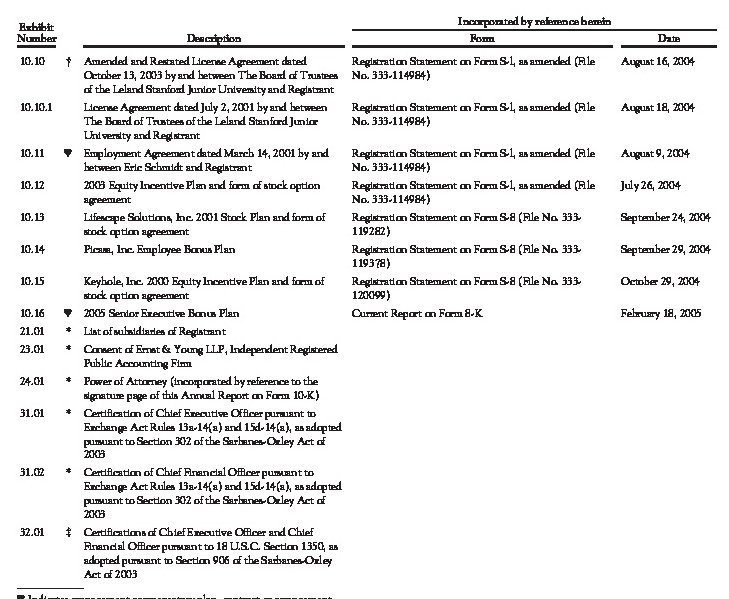 Incorporated by reference herein
Exhibit
Number Description Form Date
10.10 † Amended and Restated License Agreement dated Registration Statement on Form S-1, as amended (File August 16, 2004
October 13, 2003 by and between The Board of Trustees No. 333-114984)
of the Leland Stanford Junior University and Registrant
10.10.1 License Agreement dated July 2, 2001 by and between Registration Statement on Form S-1, as amended (File August 18, 2004
The Board of Trustees of the Leland Stanford Junior No. 333-114984)
University and Registrant
10.11 ♥ Employment Agreement dated March 14, 2001 by and Registration Statement on Form S-1, as amended (File August 9, 2004
between Eric Schmidt and Registrant No. 333-114984)
10.12 2003 Equity Incentive Plan and form of stock option Registration Statement on Form S-1, as amended (File July 26, 2004
agreement No. 333-114984)
10.13 Lifescape Solutions, Inc. 2001 Stock Plan and form of Registration Statement on Form S-8 (File No. 333- September 24, 2004
stock option agreement 119282)
10.14 Picasa, Inc. Employee Bonus Plan Registration Statement on Form S-8 (File No. 333- September 29, 2004
119378)
10.15 Keyhole, Inc. 2000 Equity Incentive Plan and form of Registration Statement on Form S-8 (File No. 333- October 29, 2004
stock option agreement 120099)
10.16 ♥ 2005 Senior Executive Bonus Plan Current Report on Form 8-K February 18, 2005
21.01 * List of subsidiaries of Registrant
23.01 * Consent of Ernst & Young LLP, Independent Registered
Public Accounting Firm
24.01 * Power of Attorney (incorporated by reference to the
signature page of this Annual Report on Form 10-K)
31.01 * Certification of Chief Executive Officer pursuant to
Exchange Act Rules 13a-14(a) and 15d-14(a), as adopted
pursuant to Section 302 of the Sarbanes-Oxley Act of
2003
31.02 * Certification of Chief Financial Officer pursuant to
Exchange Act Rules 13a-14(a) and 15d-14(a), as adopted
pursuant to Section 302 of the Sarbanes-Oxley Act of
2003
32.01 ‡ Certifications of Chief Executive Officer and Chief
Financial Officer pursuant to 18 U.S.C. Section 1350, as
adopted pursuant to Section 906 of the Sarbanes-Oxley
Act of 2003